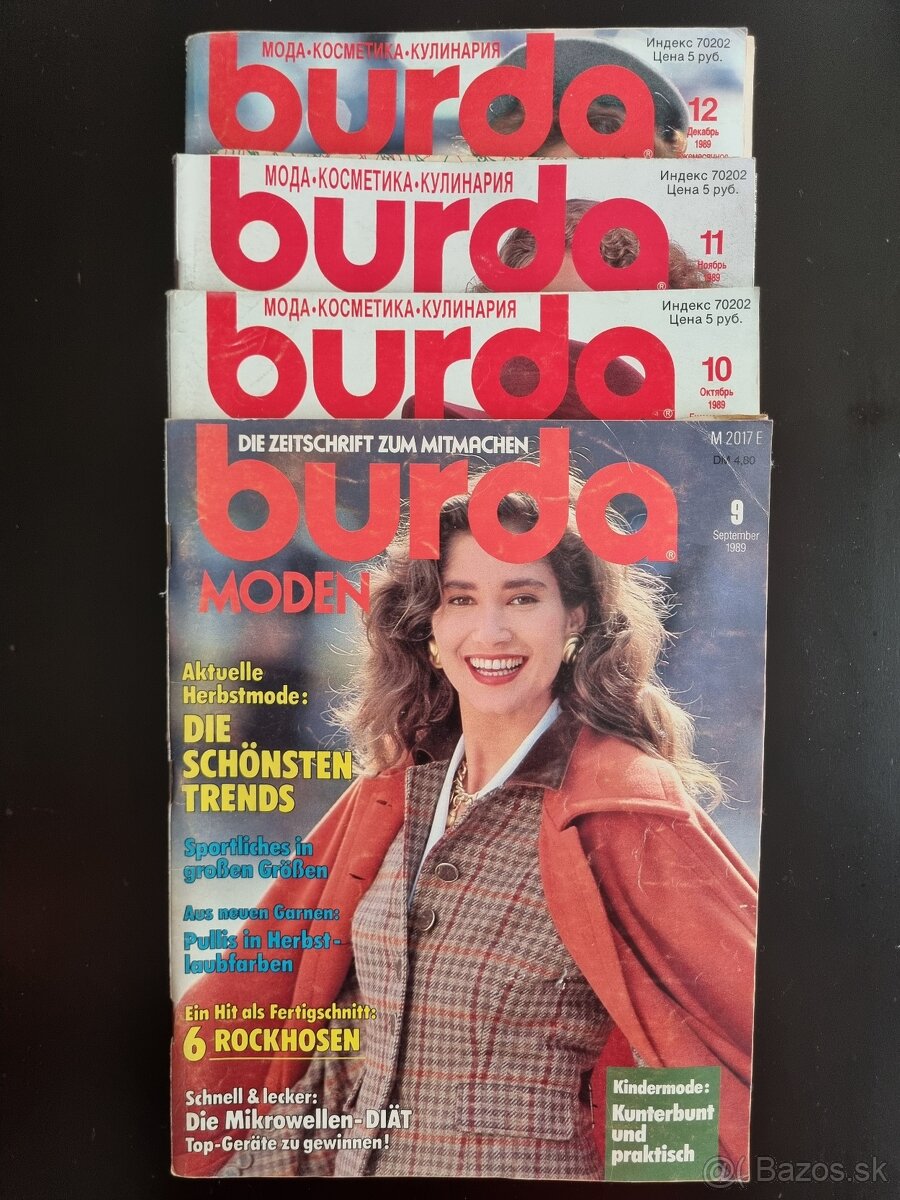 МОДА•КОСМЕТИКА•КУЛИНАРИЯ
burda
Индекс 70202
Цена 5 руб.
12
Декабрь
1989
МОДА•КОСМЕТИКА•КУЛИНАРИЯ
burda®
Индекс 70202
Цена 5 руб.
11
Ноябрь
1989
МОДА•КОСМЕТИКА•КУЛИНАРИЯ
burda®
Индекс 70202
Цена 5 руб.
10
Октябрь
1989
DIE ZEITSCHRIFT ZUM MITMACHEN
burda®
MODEN
M 2017 E
DM 4,80
9
September
1989
Aktuelle
Herbstmode:
DIE
SCHÖNSTEN
TRENDS
Sportliches in
großen Größen
Aus neuen Garnen:
Pullis in Herbst-
laubfarben
Ein Hit als Fertigschnitt:
6 ROCKHOSEN
Schnell & lecker:
Die Mikrowellen-DIÄT
Top-Geräte zu gewinnen!
Kindermode:
Kunterbunt
und
praktisch
Bazos.sk